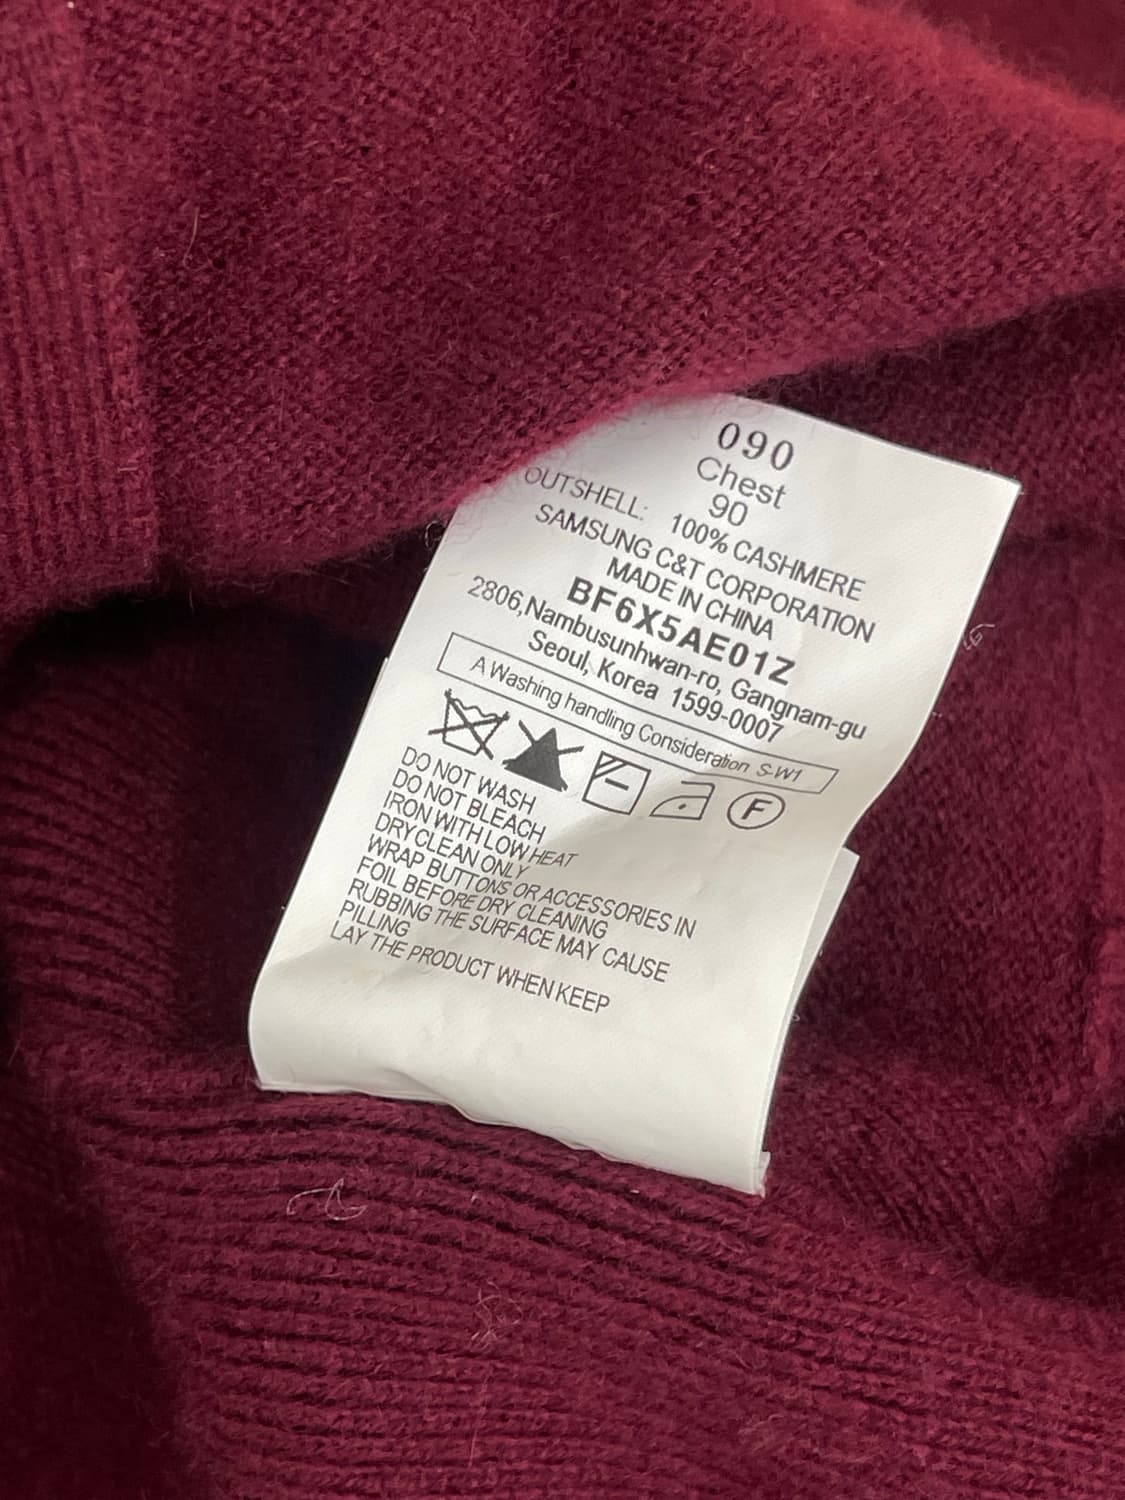 090
Chest
90
OUTSHELL: 100% CASHMERE
SAMSUNG C&T CORPORATION
MADE IN CHINA
BF6X5AE01Z
2806,Nambusunhwan-ro, Gangnam-gu
Seoul, Korea 1599-0007
A Washing handling Consideration S-W1
F
DO NOT WASH
DO NOT BLEACH
IRON WITH LOW HEAT
DRY CLEAN ONLY
WRAP BUTTONS OR ACCESSORIES IN
FOIL BEFORE DRY CLEANING
RUBBING THE SURFACE MAY CAUSE
PILLING
LAY THE PRODUCT WHEN KEEP